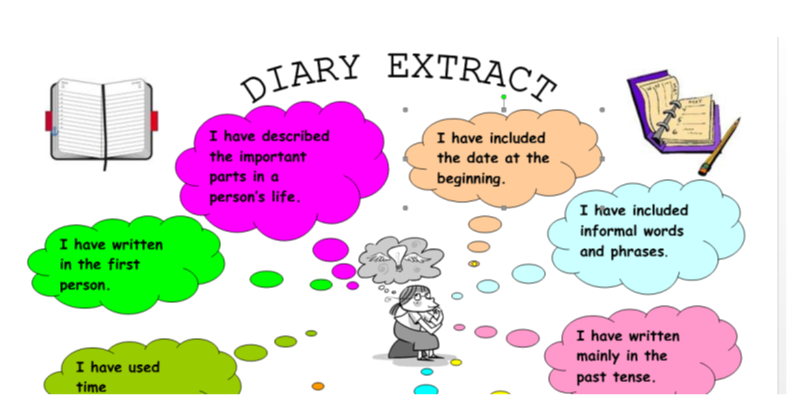 DIARY EXTRACT
I have described
the important
parts in a
person's life.
I have included
the date at the
beginning.
I have included
informal words
and phrases.
I have written
in the first
person.
I have written
mainly in the
past tense.
I have used
time